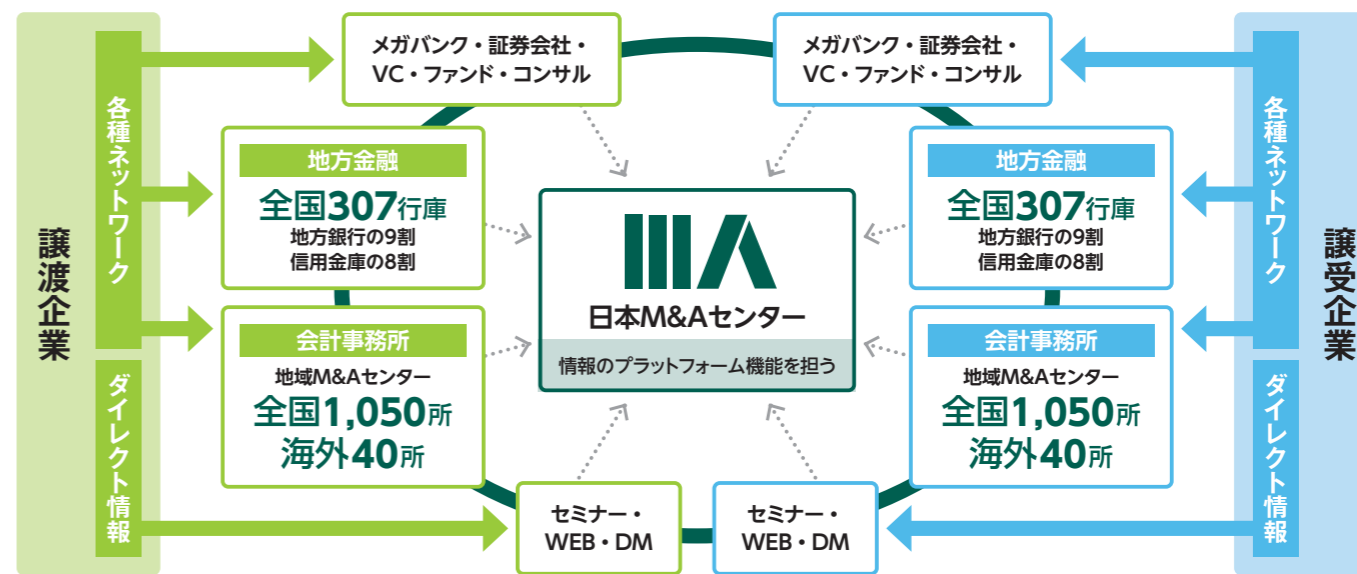 譲渡企業
各種ネットワーク
ダイレクト情報
メガバンク・証券会社・
VC・ファンド・コンサル
地方金融
全国307行庫
地方銀行の9割
信用金庫の8割
会計事務所
地域M&Aセンター
全国1,050所
海外40所
セミナー・
WEB・DM
日本M&Aセンター
情報のプラットフォーム機能を担う
メガバンク・証券会社・
VC・ファンド・コンサル
地方金融
全国307行庫
地方銀行の9割
信用金庫の8割
会計事務所
地域M&Aセンター
全国1,050所
海外40所
セミナー・
WEB・DM
各種ネットワーク
ダイレクト情報
譲受企業